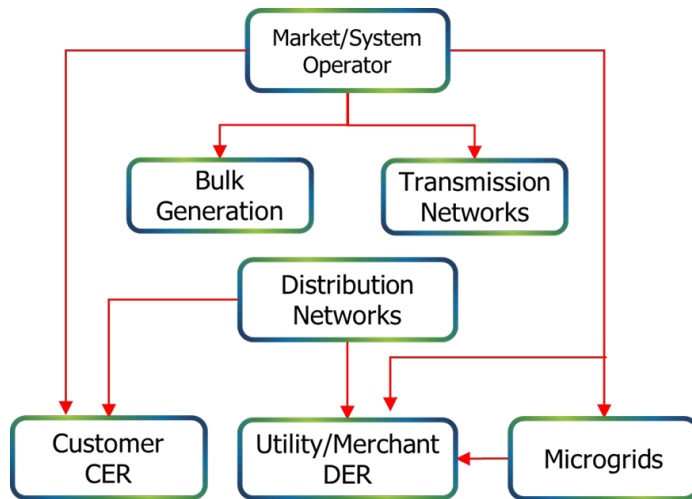 Market/System
Operator
Bulk
Generation
Transmission
Networks
Distribution
Networks
Customer
CER
Utility/Merchant
DER
Microgrids